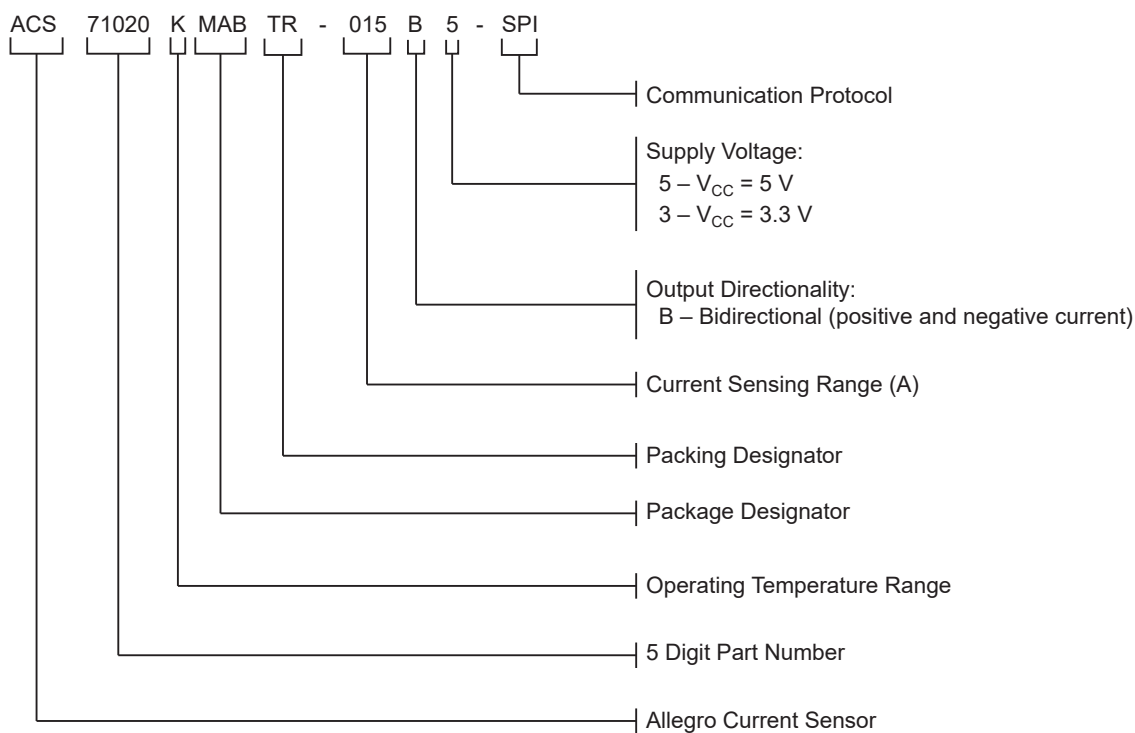 ACS 71020 K MAB TR - 015 B 5 - SPI
Communication Protocol
Supply Voltage:
5 – VCC = 5 V
3 – VCC = 3.3 V
Output Directionality:
B – Bidirectional (positive and negative current)
Current Sensing Range (A)
Packing Designator
Package Designator
Operating Temperature Range
5 Digit Part Number
Allegro Current Sensor